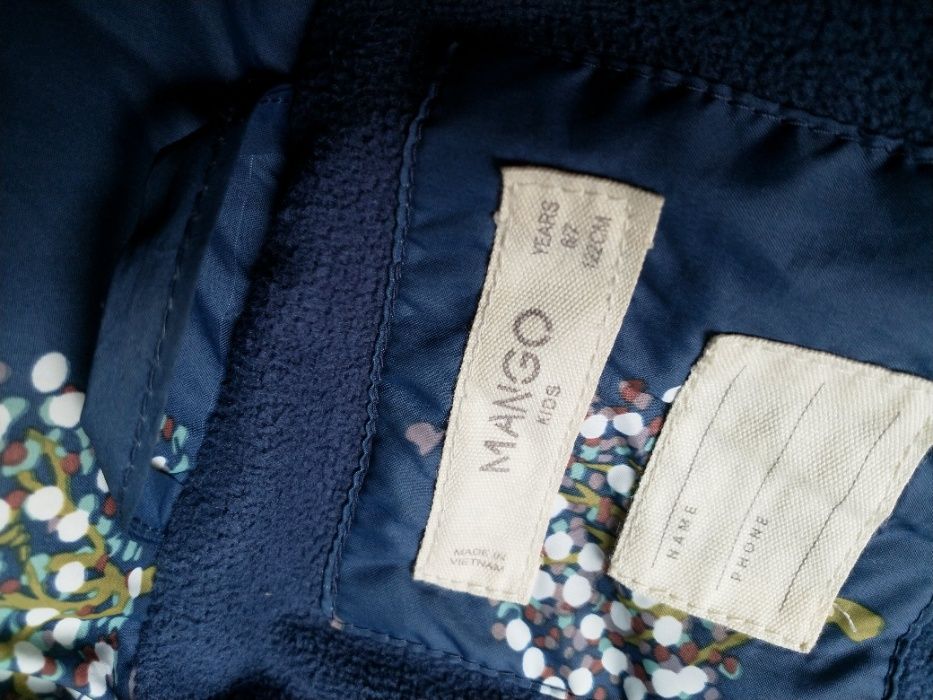 YEARS
6/7
122CM
MANGO
KIDS
MADE IN
VIETNAM
NAME
PHONE